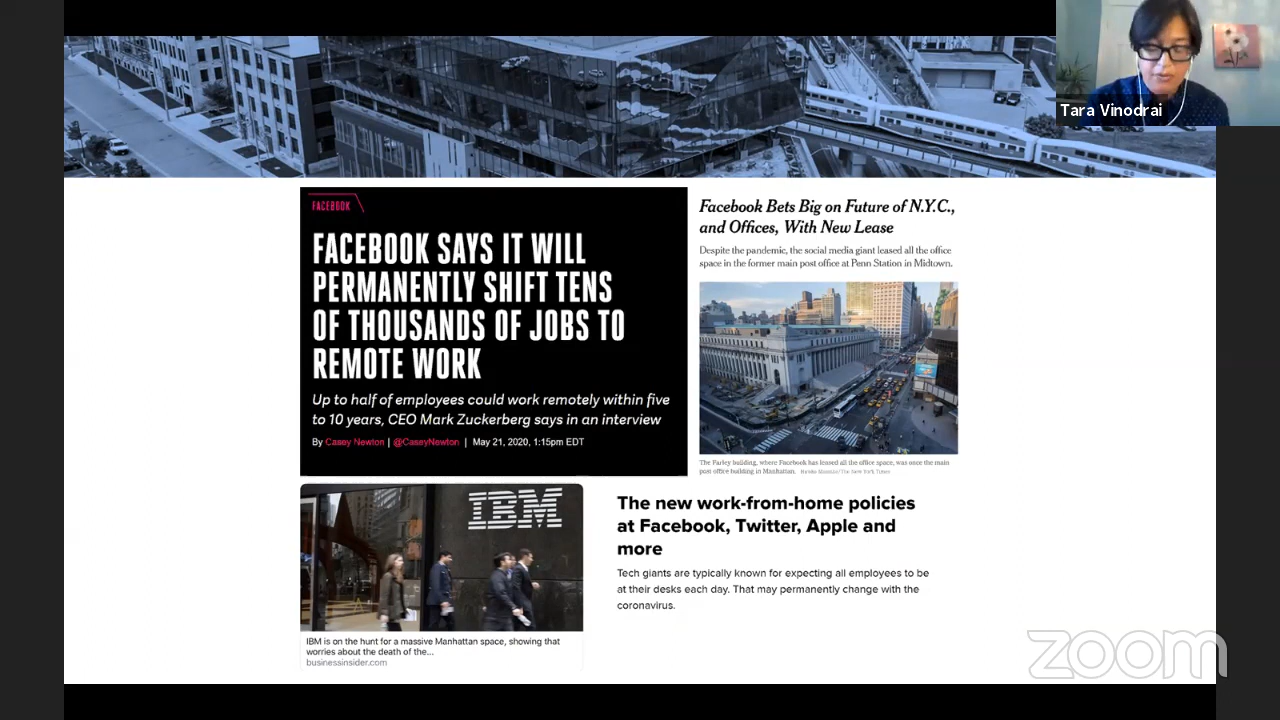 Tara Vinodrai
FACEBOOK
FACEBOOK SAYS IT WILL
PERMANENTLY SHIFT TENS
OF THOUSANDS OF JOBS TO
REMOTE WORK
Up to half of employees could work remotely within five
to 10 years, CEO Mark Zuckerberg says in an interview
By Casey Newton | @CaseyNewton | May 21, 2020, 1:15pm EDT
Facebook Bets Big on Future of N.Y.C.,
and Offices, With New Lease
Despite the pandemic, the social media giant leased all the office
space in the former main post office at Penn Station in Midtown.
The Farley building, where Facebook has leased all the office space, was once the main
post office building in Manhattan. /The New York Times
IBM
IBM is on the hunt for a massive Manhattan space, showing that
worries about the death of the...
businessinsider.com
The new work-from-home policies
at Facebook, Twitter, Apple and
more
Tech giants are typically known for expecting all employees to be
at their desks each day. That may permanently change with the
coronavirus.
zoom